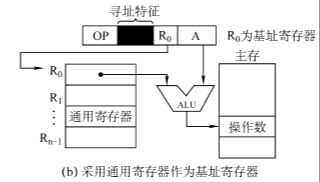 寻址特征
OP R₀ A R₀为基址寄存器
主存
R₀
R₁
ALU
通用寄存器
操作数
Rₙ₋₁
(b) 采用通用寄存器作为基址寄存器